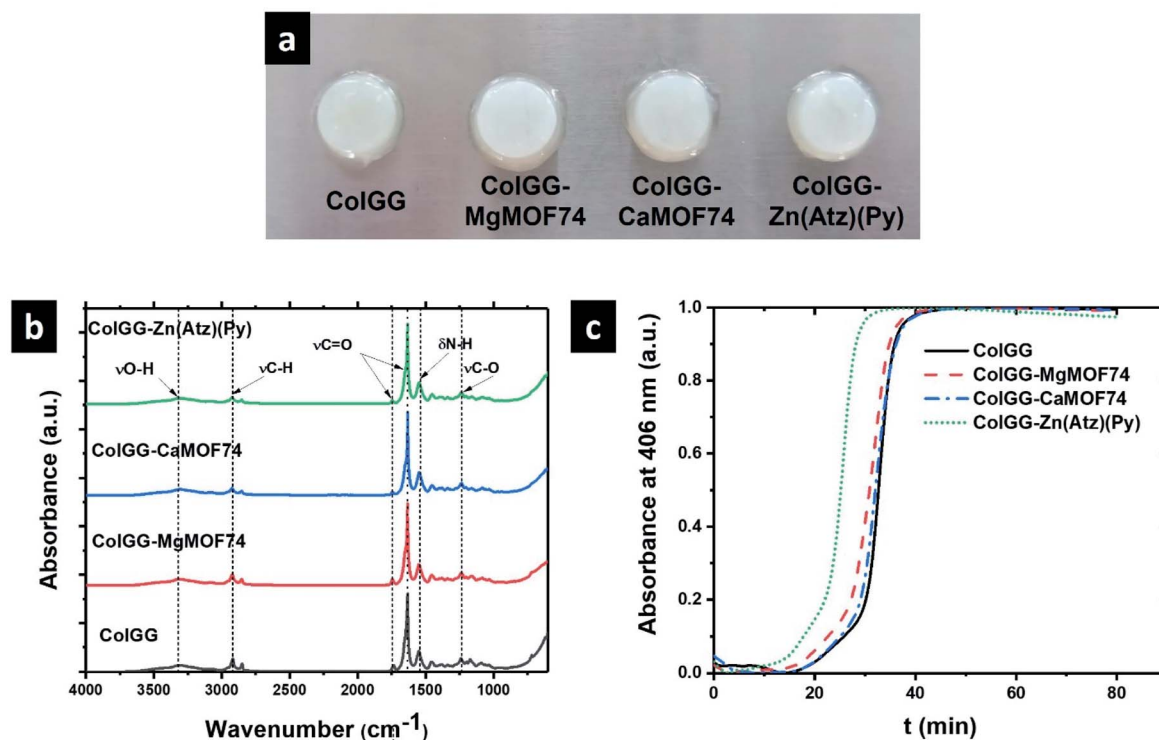 a
ColGG
ColGG-
MgMOF74
ColGG-
CaMOF74
ColGG-
Zn(Atz)(Py)
b
ColGG-Zn(Atz)(Py)
νO-H
νC-H
νC=O
δN-H
νC-O
ColGG-CaMOF74
ColGG-MgMOF74
ColGG
Absorbance (a.u.)
4000 3500 3000 2500 2000 1500 1000
Wavenumber (cm-1)
c
1.0
0.8
0.6
0.4
0.2
0.0
Absorbance at 406 nm (a.u.)
ColGG
ColGG-MgMOF74
ColGG-CaMOF74
ColGG-Zn(Atz)(Py)
0 20 40 60 80
t (min)